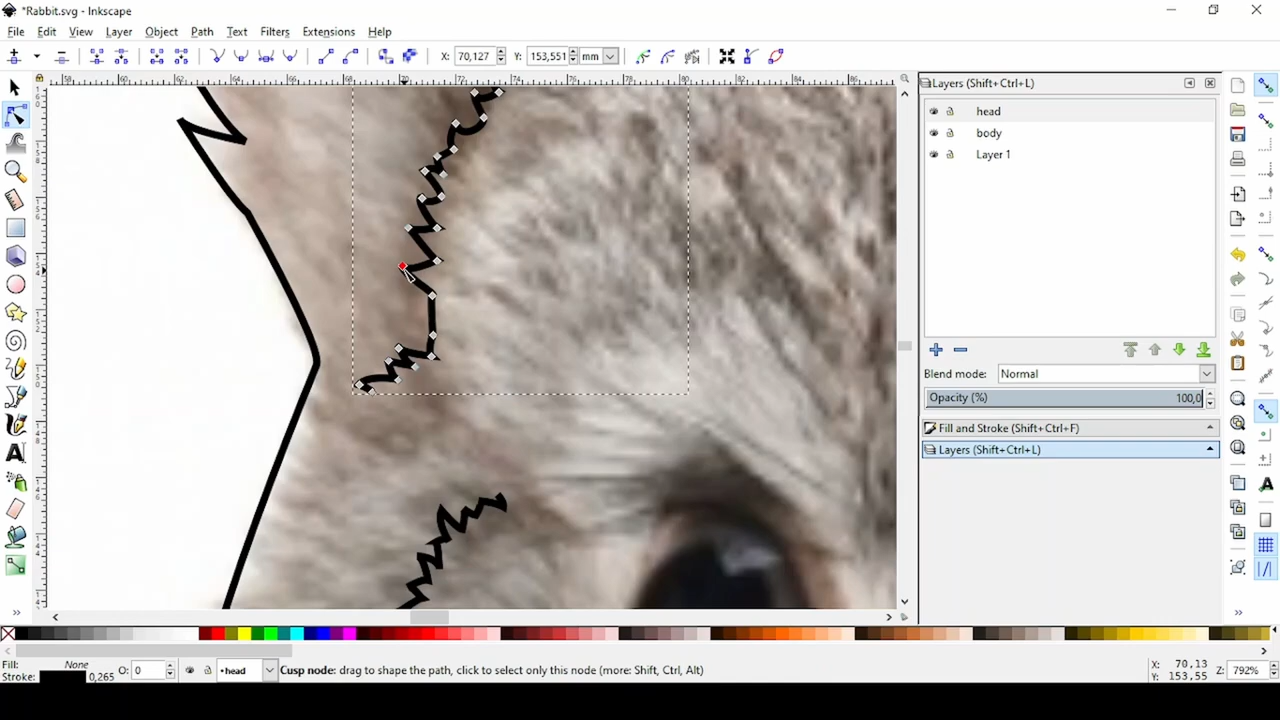 *Rabbit.svg - Inkscape
File Edit View Layer Object Path Text Filters Extensions Help
X: 70,127 Y: 153,551 mm
Layers (Shift+Ctrl+L)
head
body
Layer 1
Blend mode: Normal
Opacity (%) 100,0
Fill and Stroke (Shift+Ctrl+F)
Layers (Shift+Ctrl+L)
Fill: None
Stroke: 0,265
O: 0
•head
Cusp node: drag to shape the path, click to select only this node (more: Shift, Ctrl, Alt)
X: 70,13
Y: 153,55
Z: 792%